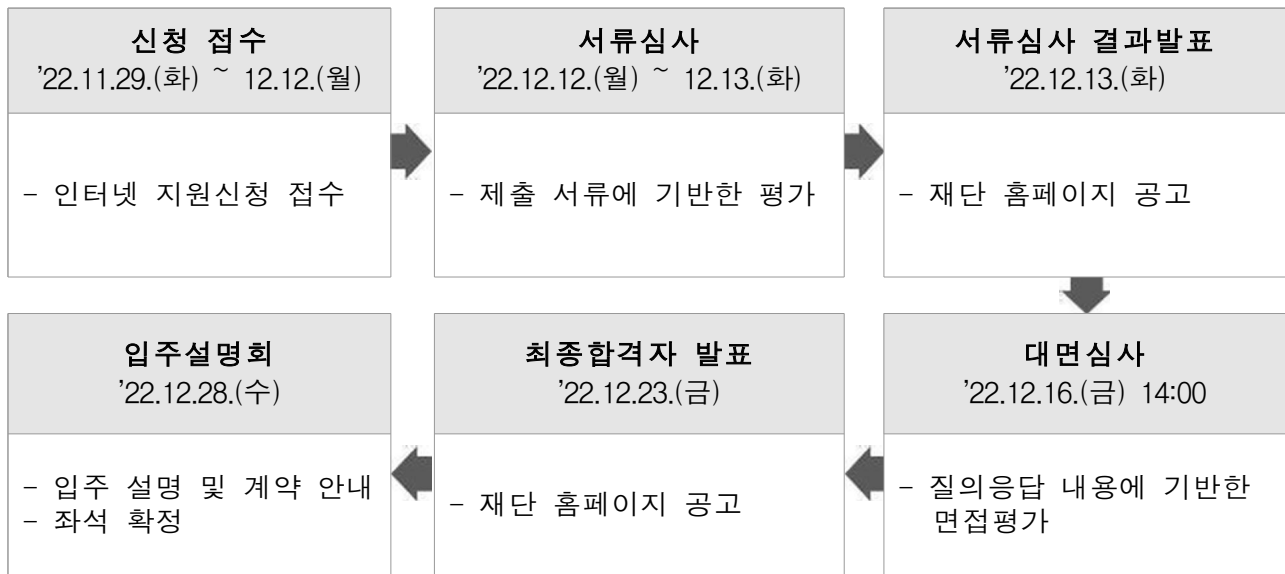 신청 접수
'22.11.29.(화) ~ 12.12.(월)
- 인터넷 지원신청 접수
서류심사
'22.12.12.(월) ~ 12.13.(화)
- 제출 서류에 기반한 평가
서류심사 결과발표
'22.12.13.(화)
- 재단 홈페이지 공고
대면심사
'22.12.16.(금) 14:00
- 질의응답 내용에 기반한
면접평가
최종합격자 발표
'22.12.23.(금)
- 재단 홈페이지 공고
입주설명회
'22.12.28.(수)
- 입주 설명 및 계약 안내
- 좌석 확정